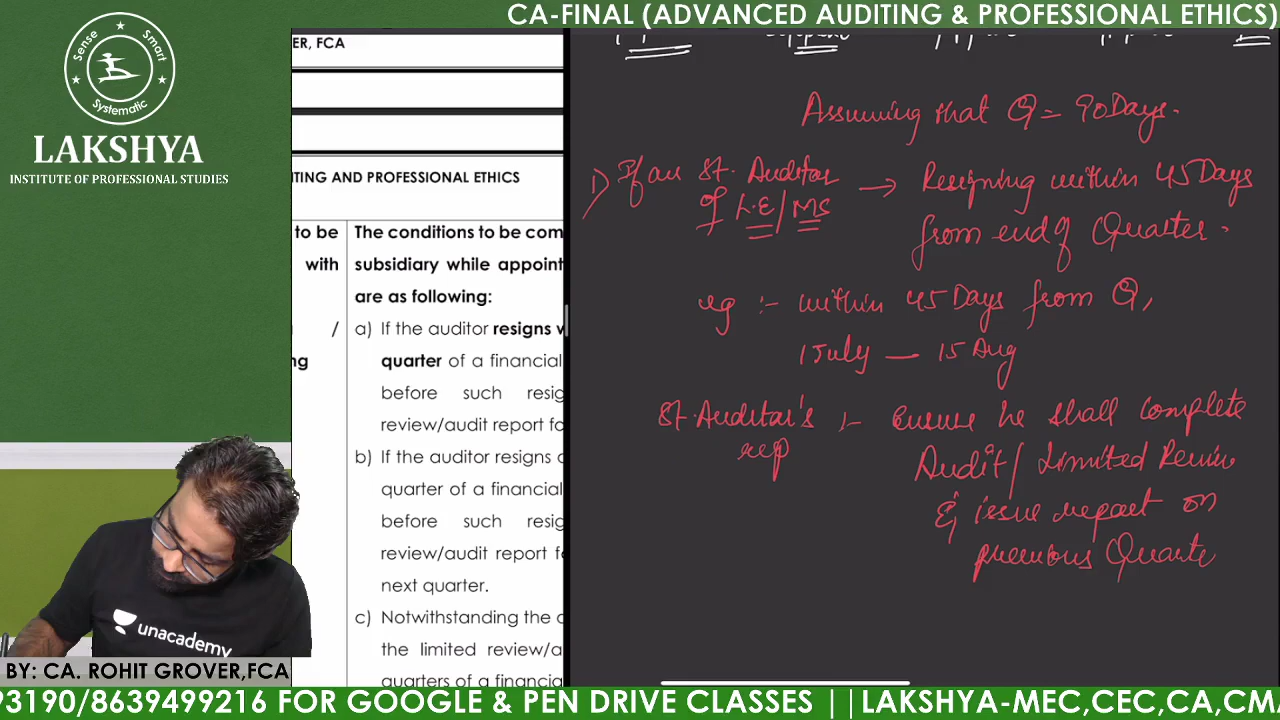 CA-FINAL (ADVANCED AUDITING & PROFESSIONAL ETHICS)
Sense Smart Systematic
LAKSHYA
INSTITUTE OF PROFESSIONAL STUDIES
ER, FCA
ITING AND PROFESSIONAL ETHICS
to be
with
/
ng
The conditions to be com
subsidiary while appoint
are as following:
a) If the auditor resigns w
quarter of a financial
before such resig
review/audit report fo
b) If the auditor resigns a
quarter of a financial
before such resig
review/audit report fo
next quarter.
c) Notwithstanding the a
the limited review/a
quarters of a financia
Assuming that Q = 90 Days.
1) If an St. Auditor → Resigning within 45 Days
of L.E/MS from end of Quarter.
eg :- within 45 Days from Q,
1 July — 15 Aug
St. Auditor's :- Ensure he shall complete
resp Audit / Limited Review
& issue report on
previous Quarte
unacademy
BY: CA. ROHIT GROVER,FCA
93190/8639499216 FOR GOOGLE & PEN DRIVE CLASSES || LAKSHYA-MEC,CEC,CA,CMA